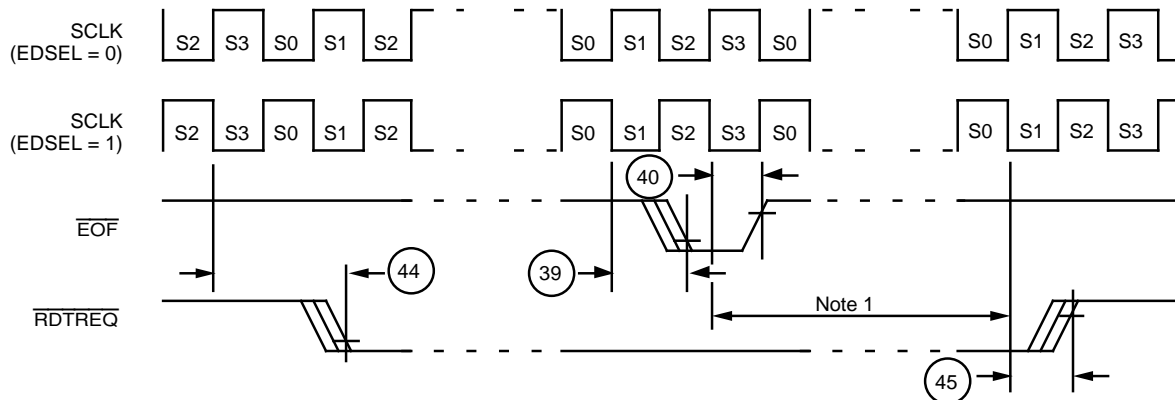 SCLK
(EDSEL = 0)
S2 S3 S0 S1 S2
S0 S1 S2 S3 S0
S0 S1 S2 S3
SCLK
(EDSEL = 1)
S2 S3 S0 S1 S2
S0 S1 S2 S3 S0
S0 S1 S2 S3
40
EOF
44
39
RDTREQ
Note 1
45